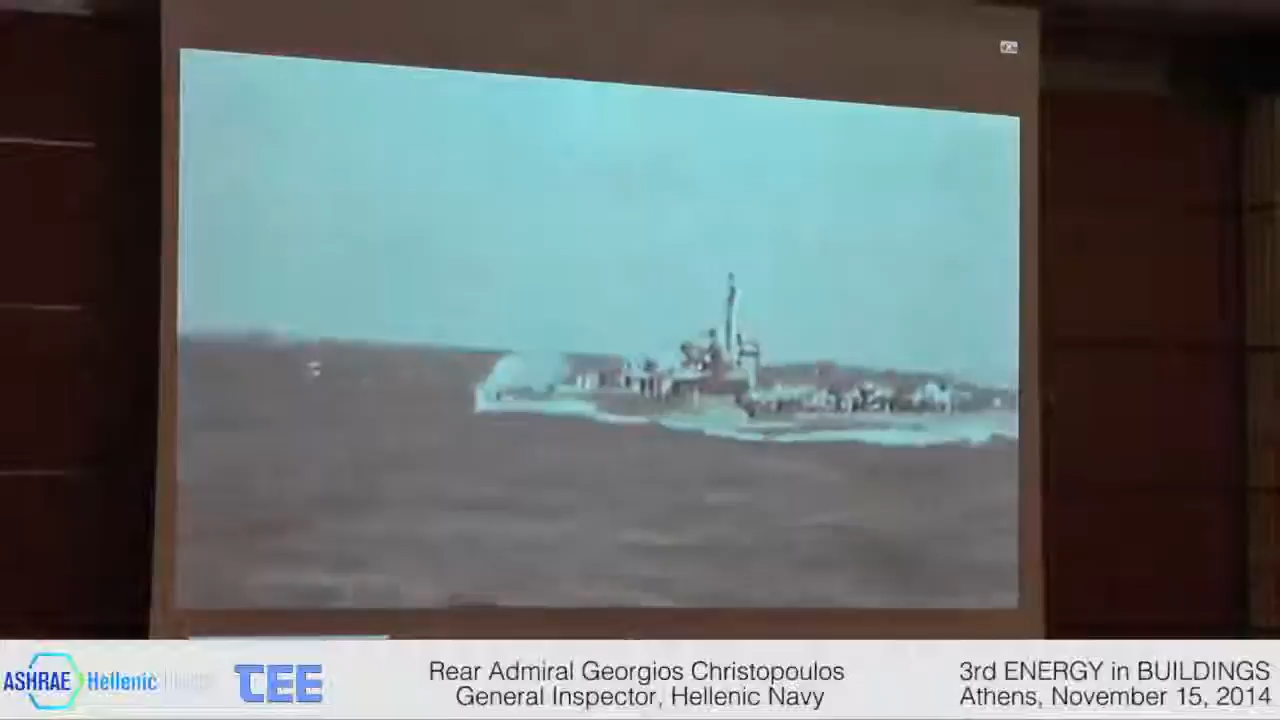 ASHRAE Hellenic
TEE
Rear Admiral Georgios Christopoulos
General Inspector, Hellenic Navy
3rd ENERGY in BUILDINGS
Athens, November 15, 2014